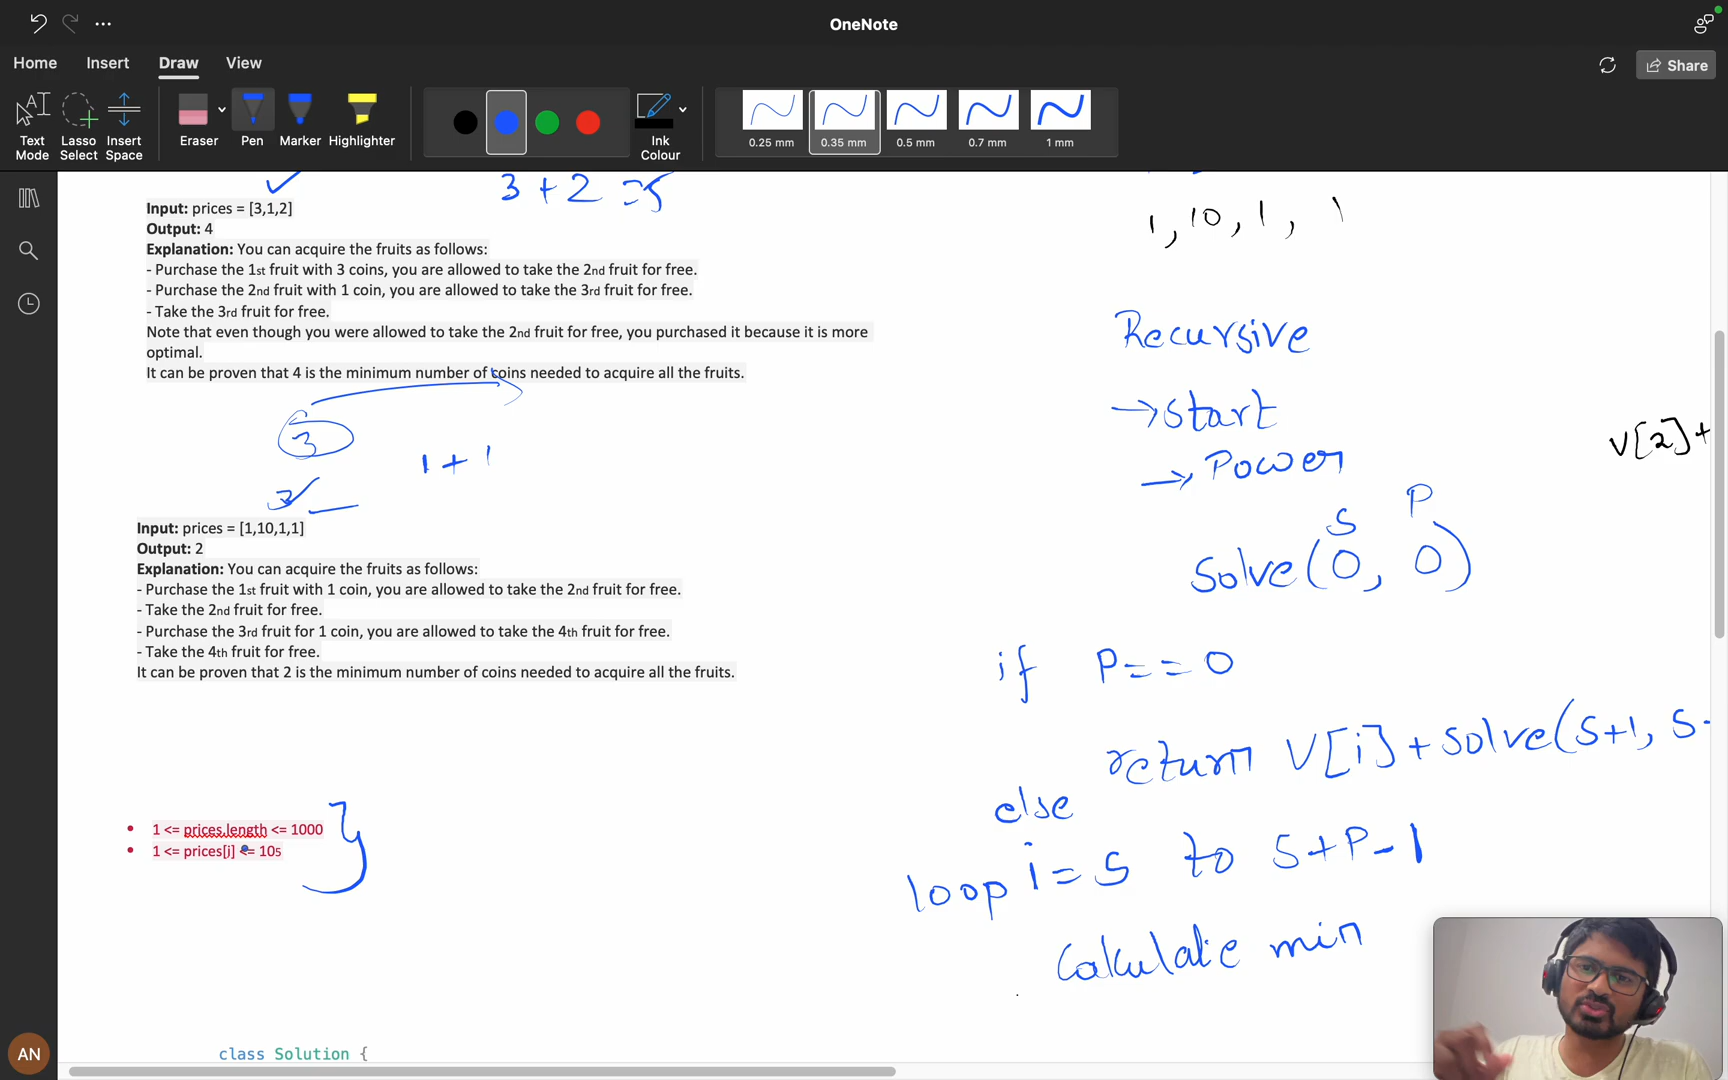 OneNote
Home Insert Draw View
Share
Text Mode
Lasso Select
Insert Space
Eraser
Pen
Marker
Highlighter
Ink Colour
0.25 mm
0.35 mm
0.5 mm
0.7 mm
1 mm
3 + 2 = 5
Input: prices = [3,1,2]
Output: 4
Explanation: You can acquire the fruits as follows:
- Purchase the 1st fruit with 3 coins, you are allowed to take the 2nd fruit for free.
- Purchase the 2nd fruit with 1 coin, you are allowed to take the 3rd fruit for free.
- Take the 3rd fruit for free.
Note that even though you were allowed to take the 2nd fruit for free, you purchased it because it is more
optimal.
It can be proven that 4 is the minimum number of coins needed to acquire all the fruits.
3
1 + 1
Input: prices = [1,10,1,1]
Output: 2
Explanation: You can acquire the fruits as follows:
- Purchase the 1st fruit with 1 coin, you are allowed to take the 2nd fruit for free.
- Take the 2nd fruit for free.
- Purchase the 3rd fruit for 1 coin, you are allowed to take the 4th fruit for free.
- Take the 4th fruit for free.
It can be proven that 2 is the minimum number of coins needed to acquire all the fruits.
• 1 <= prices.length <= 1000
• 1 <= prices[i] <= 105
class Solution {
1, 10, 1, 1
Recursive
→ start
→ Power
V[2]+
S P
Solve(0, 0)
if P==0
return V[i] + Solve(S+1, S
else
loop i = S to S+P-1
Calculate min
AN